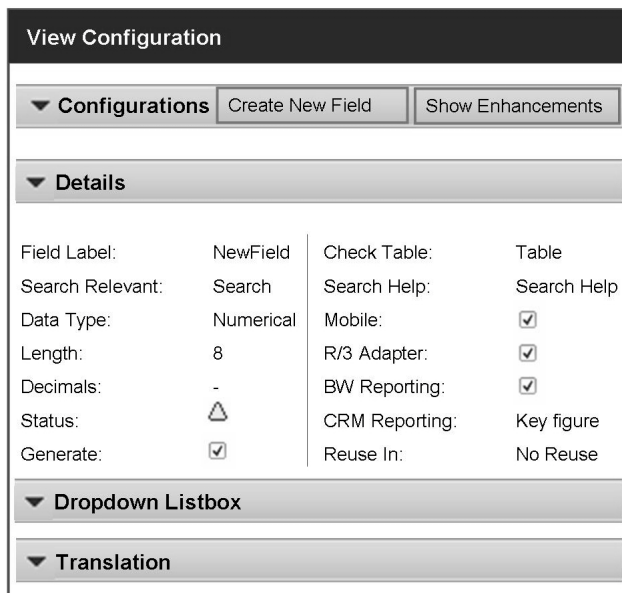 View Configuration
Configurations Create New Field Show Enhancements
Details
Field Label: NewField Check Table: Table
Search Relevant: Search Search Help: Search Help
Data Type: Numerical Mobile:
Length: 8 R/3 Adapter:
Decimals: - BW Reporting:
Status: CRM Reporting: Key figure
Generate: Reuse In: No Reuse
Dropdown Listbox
Translation